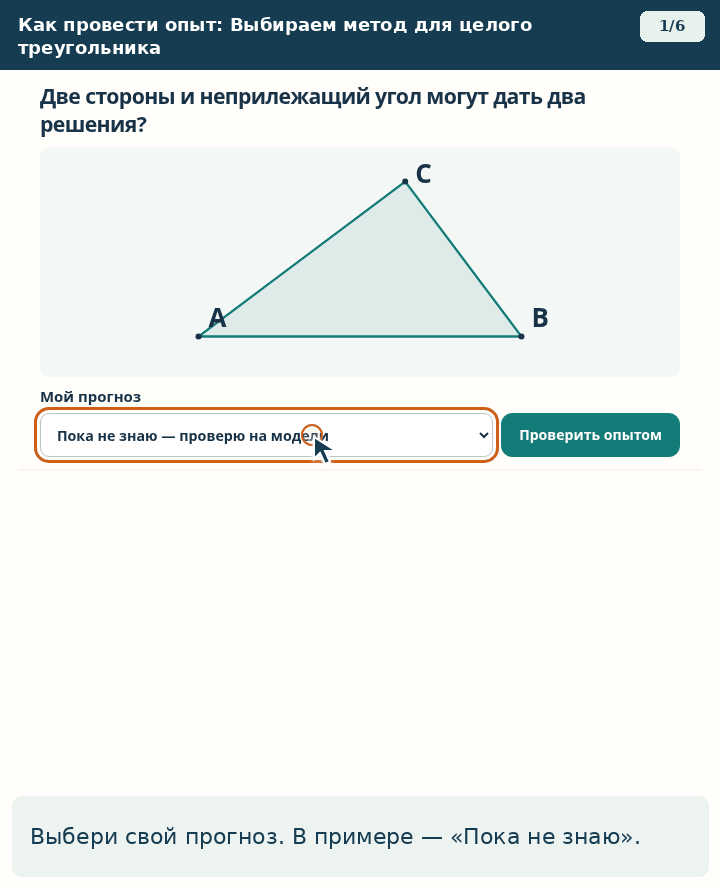 Как провести опыт: Выбираем метод для целого
треугольника
1/6
Две стороны и неприлежащий угол могут дать два
решения?
C
A
B
Мой прогноз
Пока не знаю — проверю на модели
Проверить опытом
Выбери свой прогноз. В примере — «Пока не знаю».